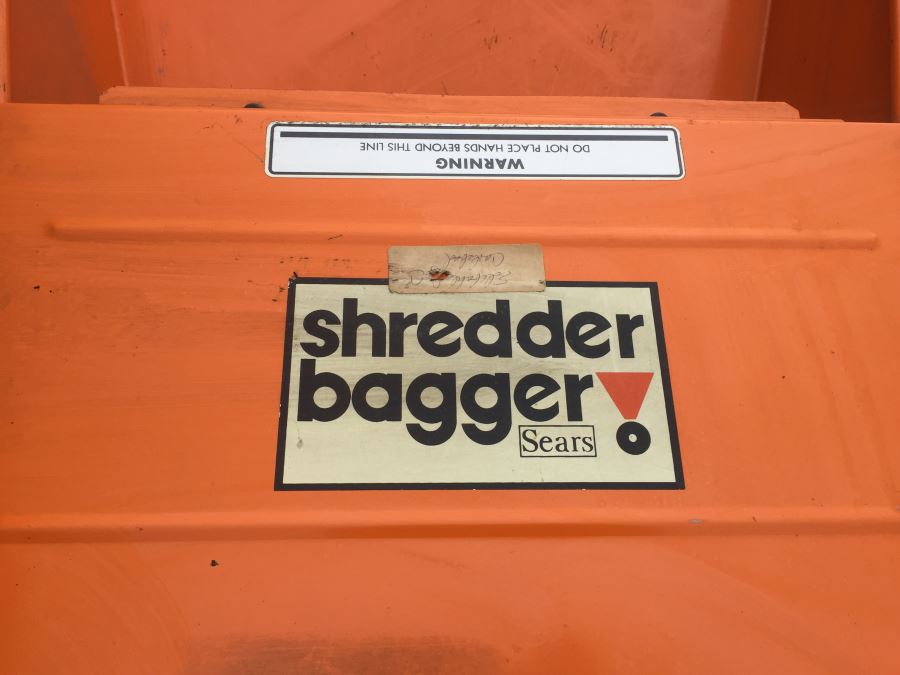 WARNING
DO NOT PLACE HANDS BEYOND THIS LINE
shredder
bagger
Sears